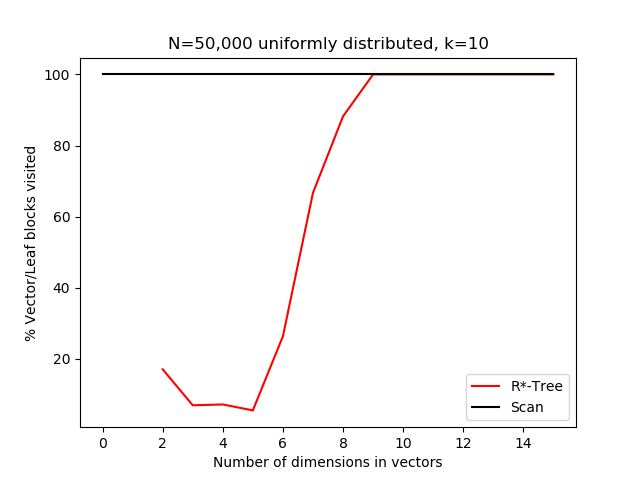 N=50,000 uniformly distributed, k=10
% Vector/Leaf blocks visited
100
80
60
40
20
0 2 4 6 8 10 12 14
Number of dimensions in vectors
R*-Tree
Scan